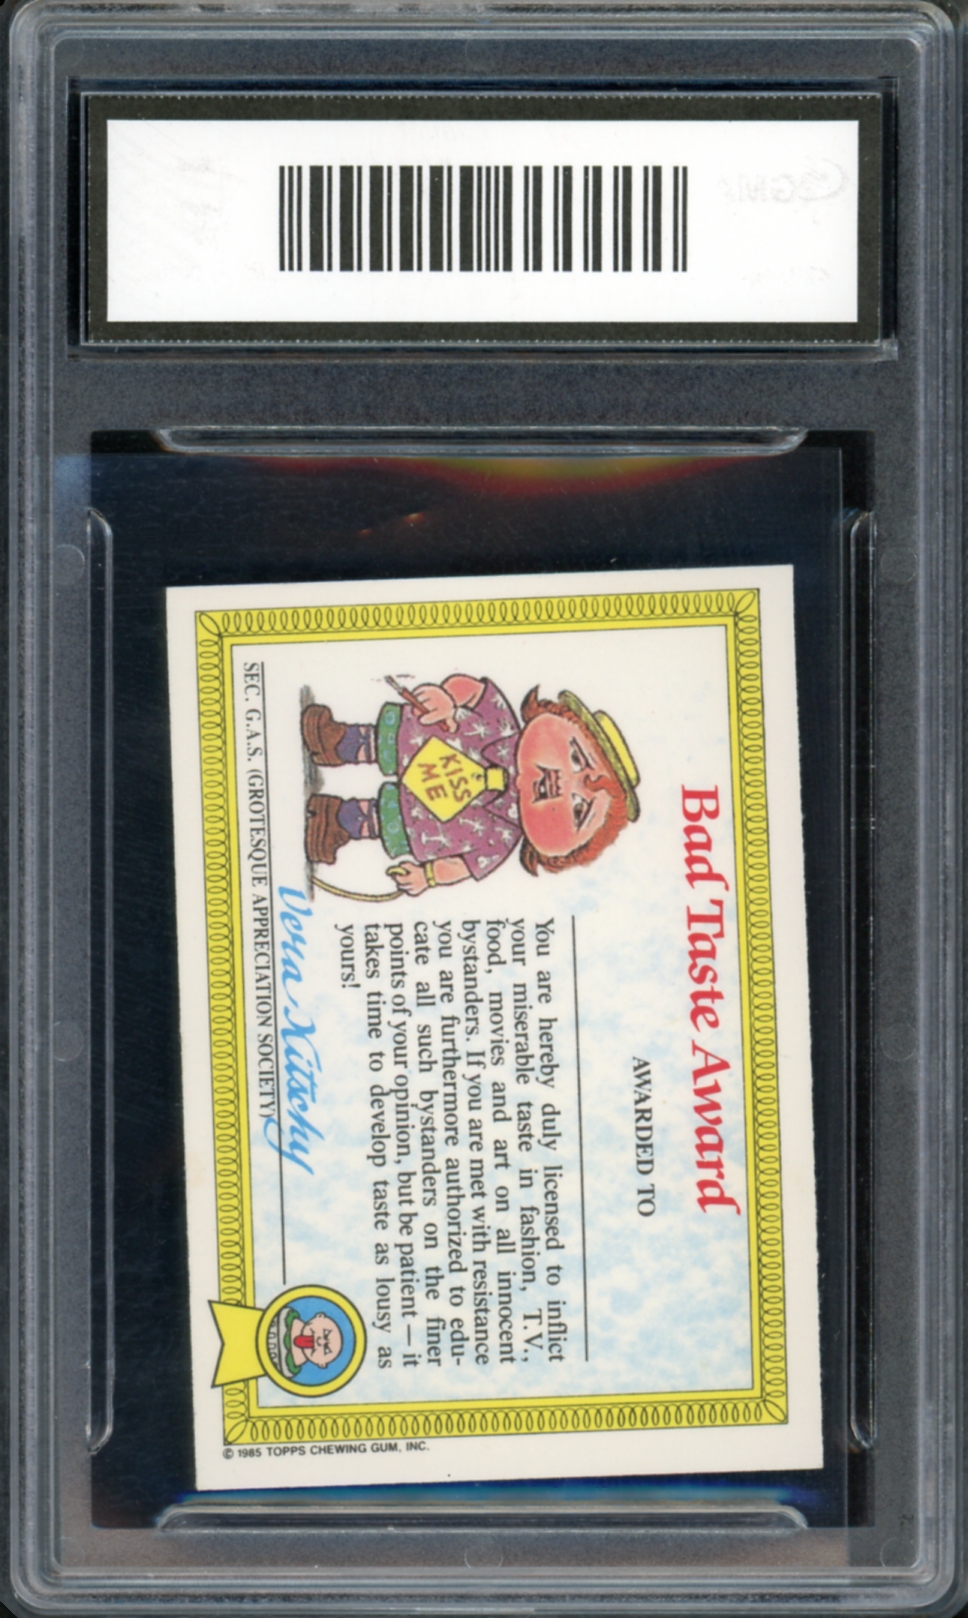 Bad Taste Award
AWARDED TO
KISS
ME
You are hereby duly licensed to inflict
your miserable taste in fashion, T.V.,
food, movies and art on all innocent
bystanders. If you are met with resistance
you are furthermore authorized to edu-
cate all such bystanders on the finer
points of your opinion, but be patient — it
takes time to develop taste as lousy as
yours!
Vera Kitschy
SEC. G.A.S. (GROTESQUE APPRECIATION SOCIETY)
© 1985 TOPPS CHEWING GUM, INC.